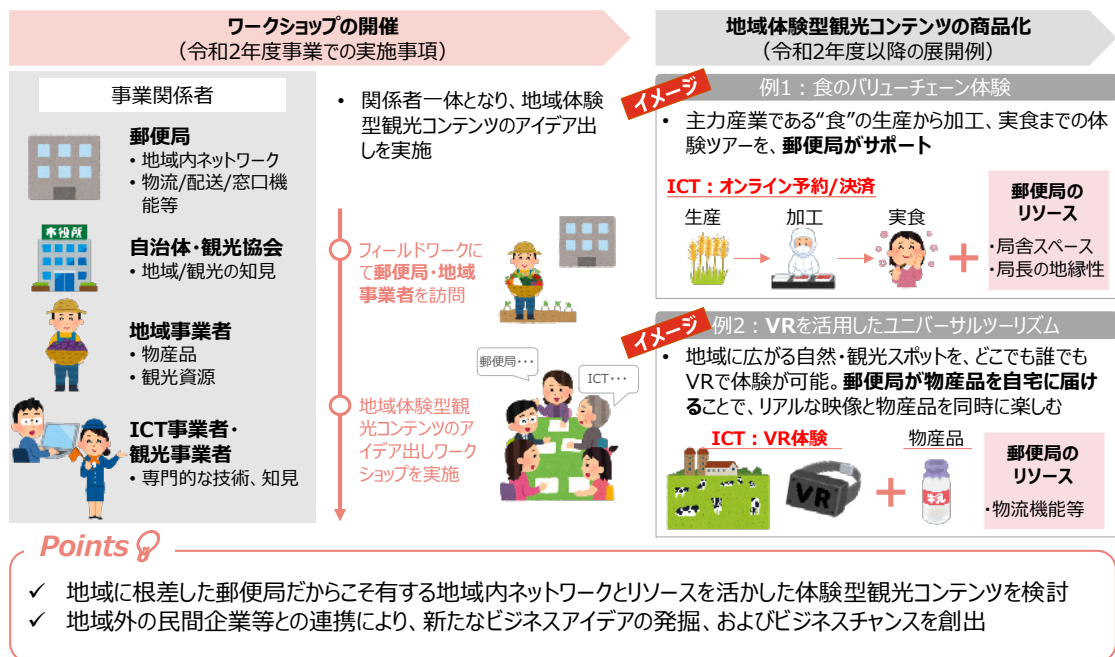 ワークショップの開催
（令和2年度事業での実施事項）
地域体験型観光コンテンツの商品化
（令和2年度以降の展開例）
事業関係者
郵便局
・地域内ネットワーク
・物流/配送/窓口機
能等
市役所
自治体・観光協会
・地域/観光の知見
地域事業者
・物産品
・観光資源
ICT事業者・
観光事業者
・専門的な技術、知見
• 関係者一体となり、地域体験
型観光コンテンツのアイデア出
しを実施
フィールドワークに
て郵便局・地域
事業者を訪問
郵便局・・・
ICT・・・
地域体験型観
光コンテンツのア
イデア出しワーク
ショップを実施
イメージ
例1：食のバリューチェーン体験
• 主力産業である“食”の生産から加工、実食までの体
験ツアーを、郵便局がサポート
ICT：オンライン予約/決済
生産
加工
実食
郵便局の
リソース
・局舎スペース
・局長の地縁性
イメージ
例2：VRを活用したユニバーサルツーリズム
• 地域に広がる自然・観光スポットを、どこでも誰でも
VRで体験が可能。郵便局が物産品を自宅に届け
ることで、リアルな映像と物産品を同時に楽しむ
ICT：VR体験
物産品
VR
牛乳
郵便局の
リソース
・物流機能等
Points
✓ 地域に根差した郵便局だからこそ有する地域内ネットワークとリソースを活かした体験型観光コンテンツを検討
✓ 地域外の民間企業等との連携により、新たなビジネスアイデアの発掘、およびビジネスチャンスを創出